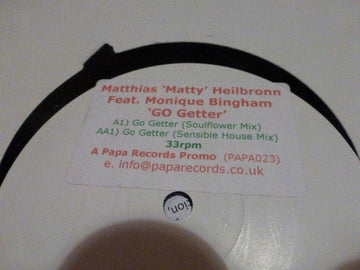 Matthias 'Matty' Heilbronn
Feat. Monique Bingham
'GO Getter'
A1) Go Getter (Soulflower Mix)
AA1) Go Getter (Sensible House Mix)
33rpm
A Papa Records Promo (PAPA023)
e. info@paparecords.co.uk